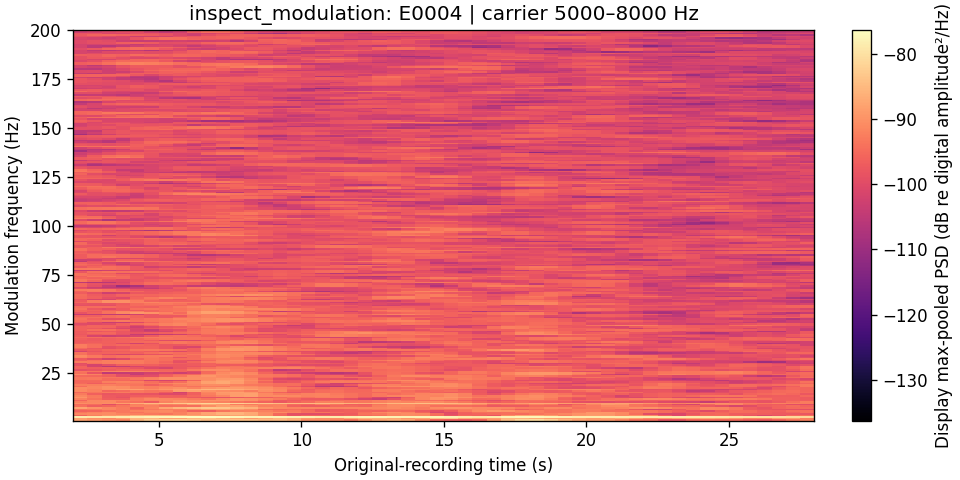 inspect_modulation: E0004 | carrier 5000–8000 Hz
200
175
150
125
100
75
50
25
Modulation frequency (Hz)
5 10 15 20 25
Original-recording time (s)
−80
−90
−100
−110
−120
−130
Display max-pooled PSD (dB re digital amplitude²/Hz)